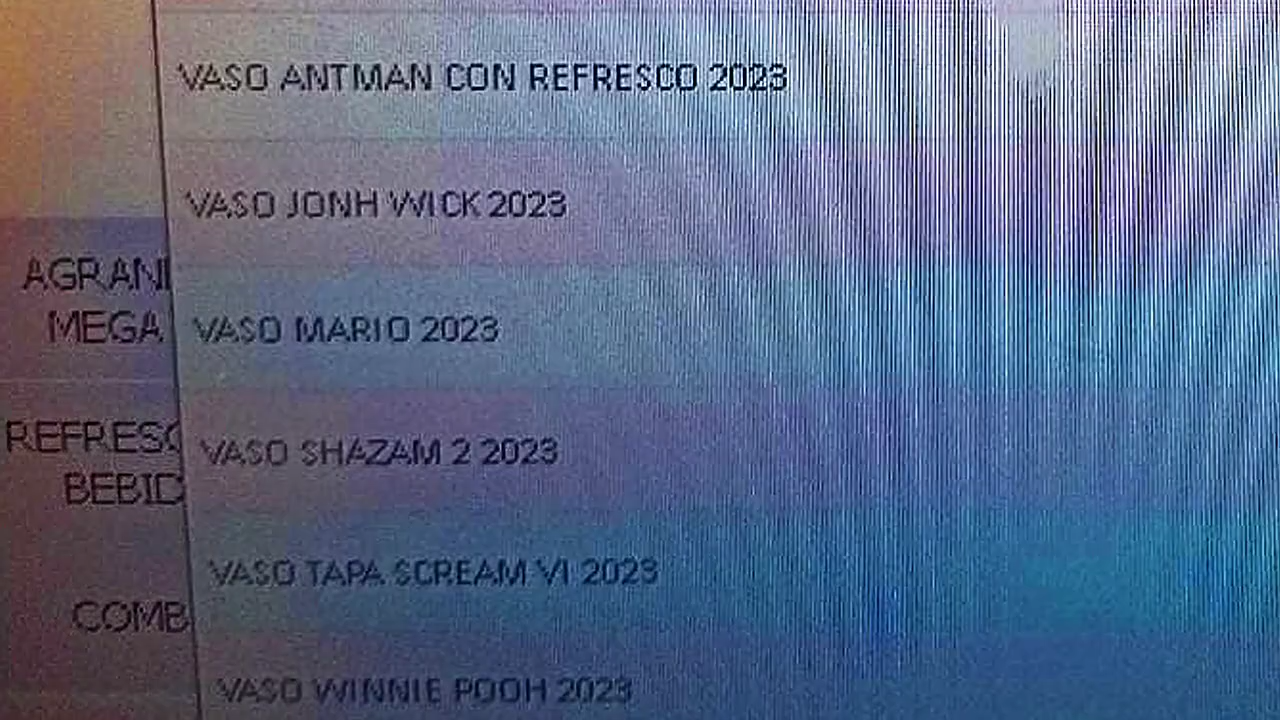 VASO ANTMAN CON REFRESCO 2023
VASO JONH WICK 2023
AGRAN
MEGA
VASO MARIO 2023
REFRESC
BEBID
VASO SHAZAM 2 2023
VASO TAPA SCREAM VI 2023
COMB
VASO WINNIE POOH 2023